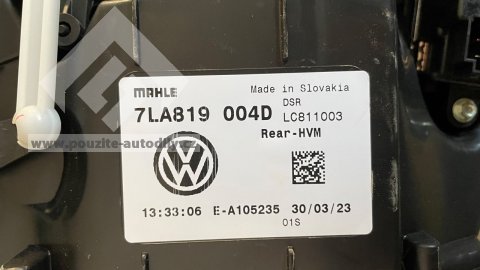 MAHLE
Made in Slovakia
DSR
7LA819 004D LC811003
Rear-HVM
www.pouzite-autodily.cz
13:33:06 E-A105235 30/03/23
01S